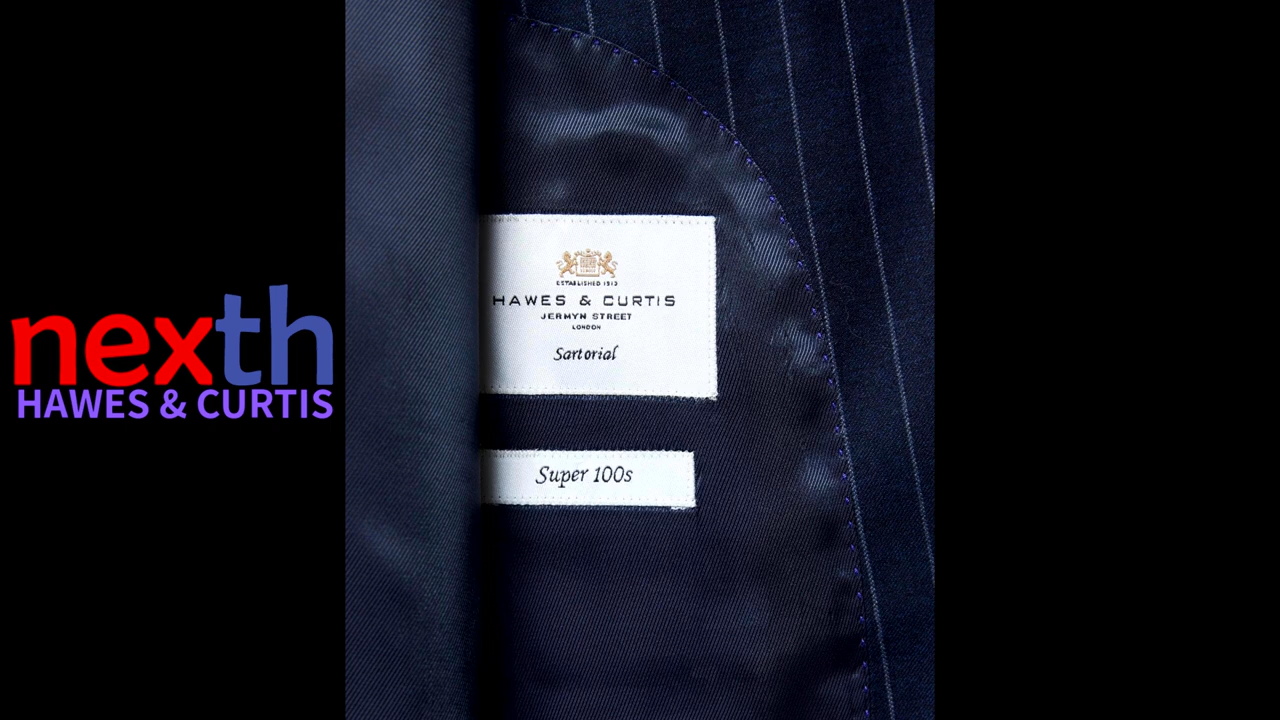 nexth
HAWES & CURTIS
ESTABLISHED 1913
HAWES & CURTIS
JERMYN STREET
LONDON
Sartorial
Super 100s